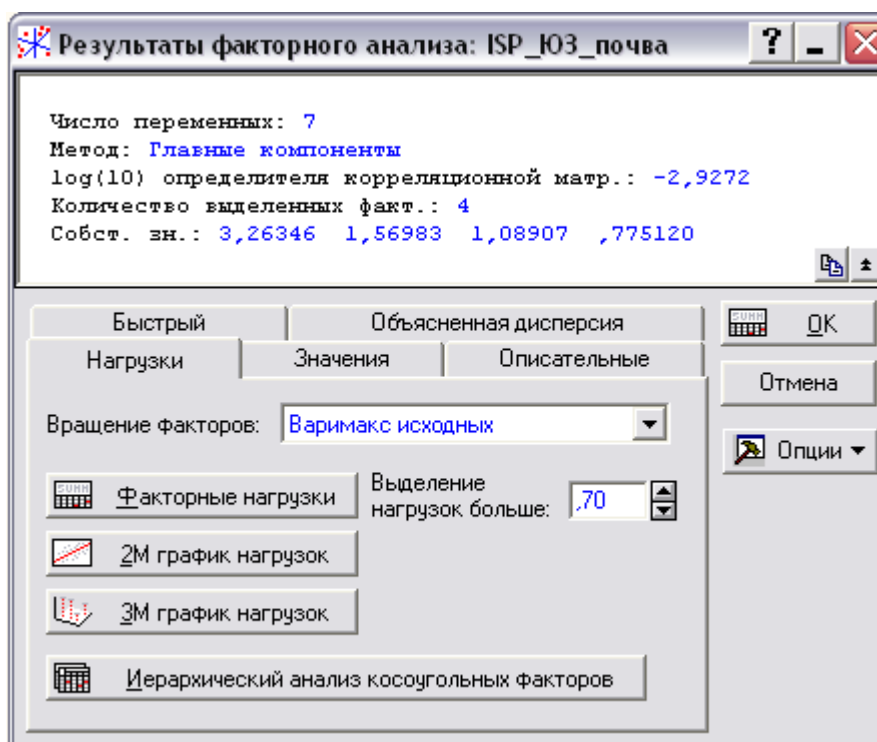 Результаты факторного анализа: ISP_ЮЗ_почва
Число переменных: 7
Метод: Главные компоненты
log(10) определителя корреляционной матр.: -2,9272
Количество выделенных факт.: 4
Собст. зн.: 3,26346 1,56983 1,08907 ,775120
Быстрый
Объясненная дисперсия
Нагрузки
Значения
Описательные
Вращение факторов:
Варимакс исходных
Факторные нагрузки
Выделение
нагрузок больше:
,70
2М график нагрузок
3М график нагрузок
Иерархический анализ косоугольных факторов
SUMM
OK
Отмена
Опции